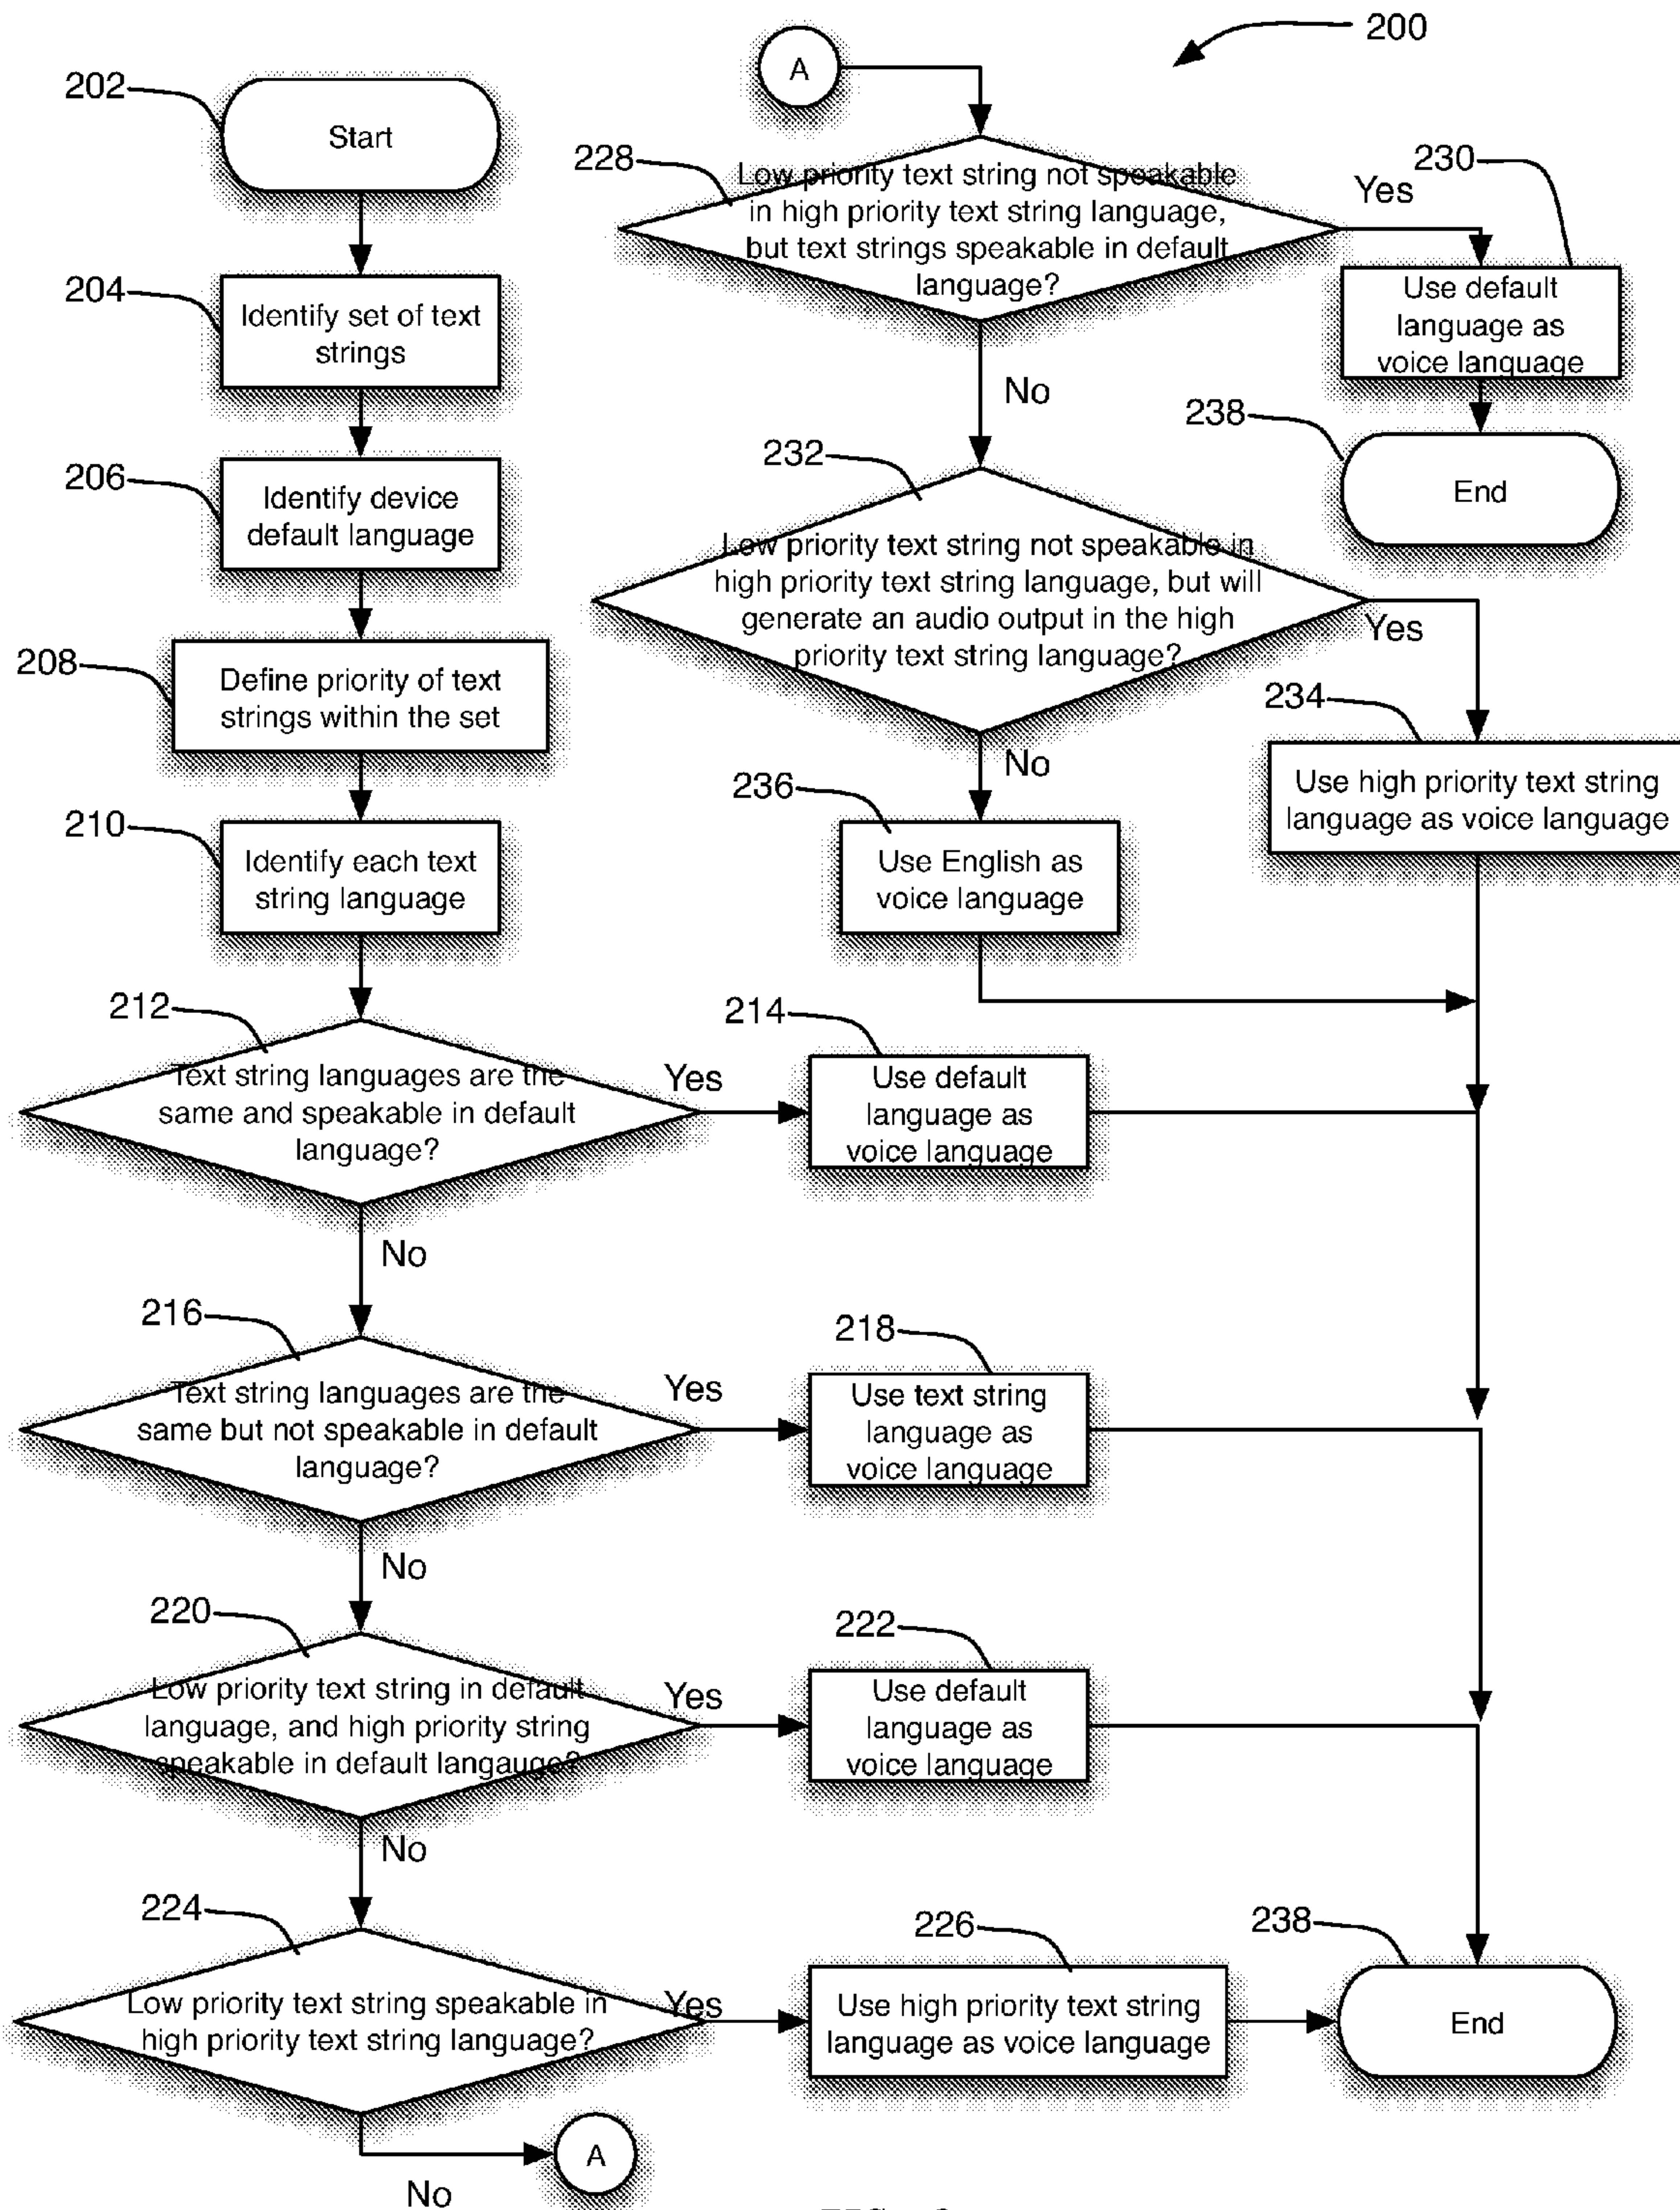 202
Start
204
Identify set of text
strings
206
Identify device
default language
208
Define priority of text
strings within the set
210
Identify each text
string language
212
Text string languages are the
same and speakable in default
language?
Yes
214
Use default
language as
voice language
No
216
Text string languages are the
same but not speakable in default
language?
Yes
218
Use text string
language as
voice language
No
220
Low priority text string in default
language, and high priority string
speakable in default langauge?
Yes
222
Use default
language as
voice language
No
224
Low priority text string speakable in
high priority text string language?
Yes
226
Use high priority text string
language as voice language
238
End
No
A
200
A
228
Low priority text string not speakable
in high priority text string language,
but text strings speakable in default
language?
Yes
230
Use default
language as
voice language
238
End
No
232
Low priority text string not speakable in
high priority text string language, but will
generate an audio output in the high
priority text string language?
Yes
234
Use high priority text string
language as voice language
No
236
Use English as
voice language